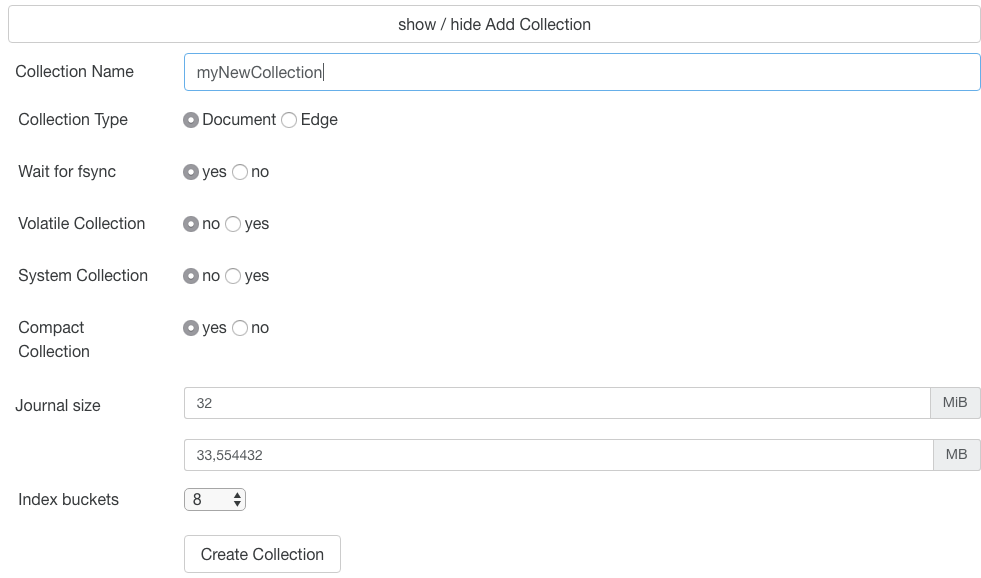 show / hide Add Collection
Collection Name myNewCollection
Collection Type Document Edge
Wait for fsync yes no
Volatile Collection no yes
System Collection no yes
Compact yes no
Collection
Journal size 32 MiB
33,554432 MB
Index buckets 8
Create Collection